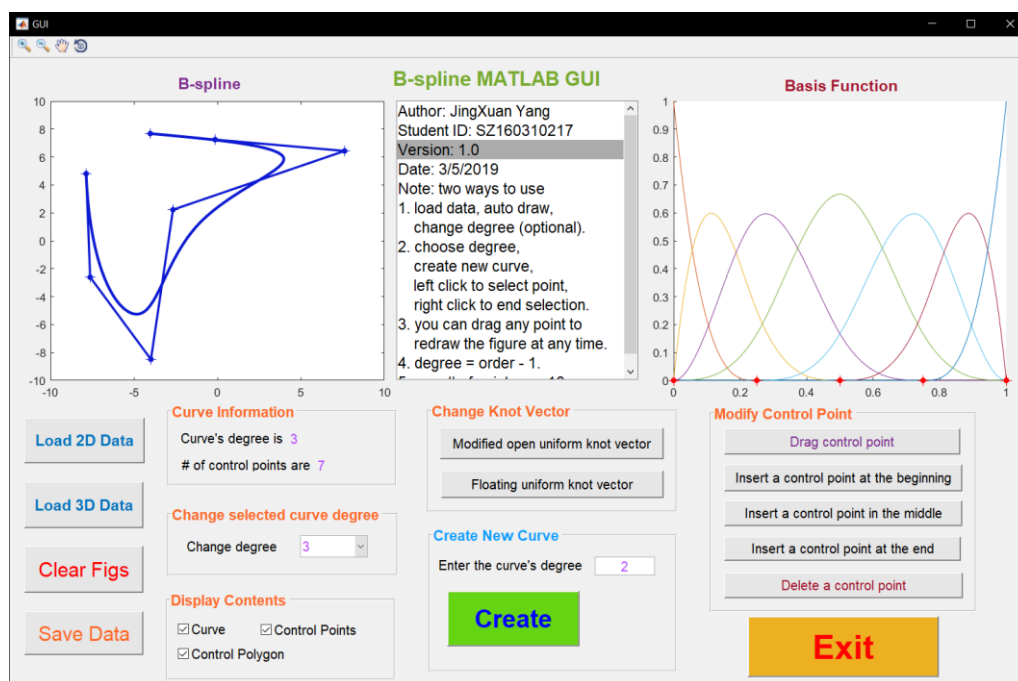 GUI
B-spline
B-spline MATLAB GUI
Basis Function
10
8
6
4
2
0
-2
-4
-6
-8
-10
-10
-5
0
5
10
Author: JingXuan Yang
Student ID: SZ160310217
Version: 1.0
Date: 3/5/2019
Note: two ways to use
1. load data, auto draw,
change degree (optional).
2. choose degree,
create new curve,
left click to select point,
right click to end selection.
3. you can drag any point to
redraw the figure at any time.
4. degree = order - 1.
1
0.9
0.8
0.7
0.6
0.5
0.4
0.3
0.2
0.1
0
0
0.2
0.4
0.6
0.8
1
Load 2D Data
Load 3D Data
Clear Figs
Save Data
Curve Information
Curve's degree is 3
# of control points are 7
Change selected curve degree
Change degree 3
Display Contents
Curve Control Points
Control Polygon
Change Knot Vector
Modified open uniform knot vector
Floating uniform knot vector
Create New Curve
Enter the curve's degree 2
Create
Modify Control Point
Drag control point
Insert a control point at the beginning
Insert a control point in the middle
Insert a control point at the end
Delete a control point
Exit